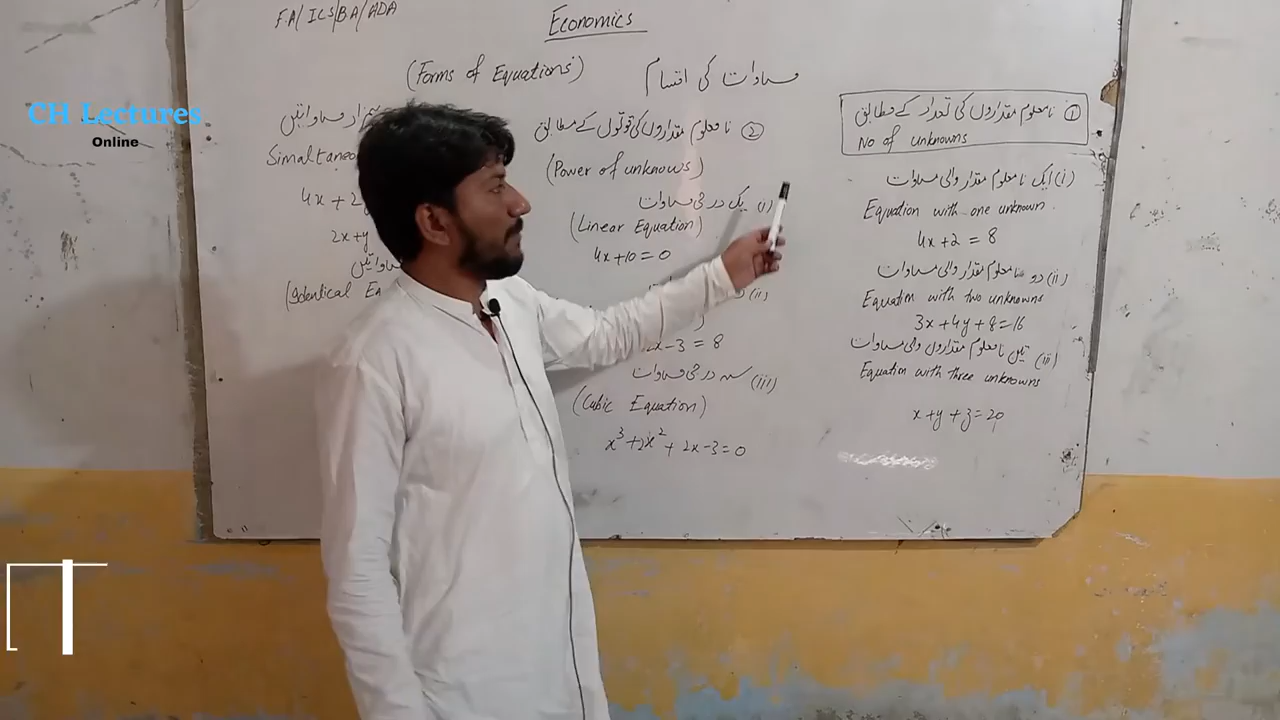 FA/ICS/BA/ADA
Economics
(Forms of Equations) مساوات کی اقسام
CH Lectures
Online
① نامعلوم مقداروں کی تعداد کے مطابق
No of unknowns
(i) ایک نامعلوم مقدار والی مساوات
Equation with one unknown.
4x+2 = 8
(ii) دو نامعلوم مقدار والی مساوات
Equation with two unknowns
3x+4y+8=16
(iii) تین نامعلوم مقداروں والی مساوات
Equation with three unknowns
x+y+z=20
② نامعلوم مقداروں کی قوتوں کے مطابق
(Power of unknowns)
(i) یک درجی مساوات
(Linear Equation)
4x+10=0
(ii)
2x-3 = 8
(iii) سہ درجی مساوات
(Cubic Equation)
x³+2x²+2x-3=0
مساواتیں
Simaltaneo
4x+2
2x+y
(Identical E